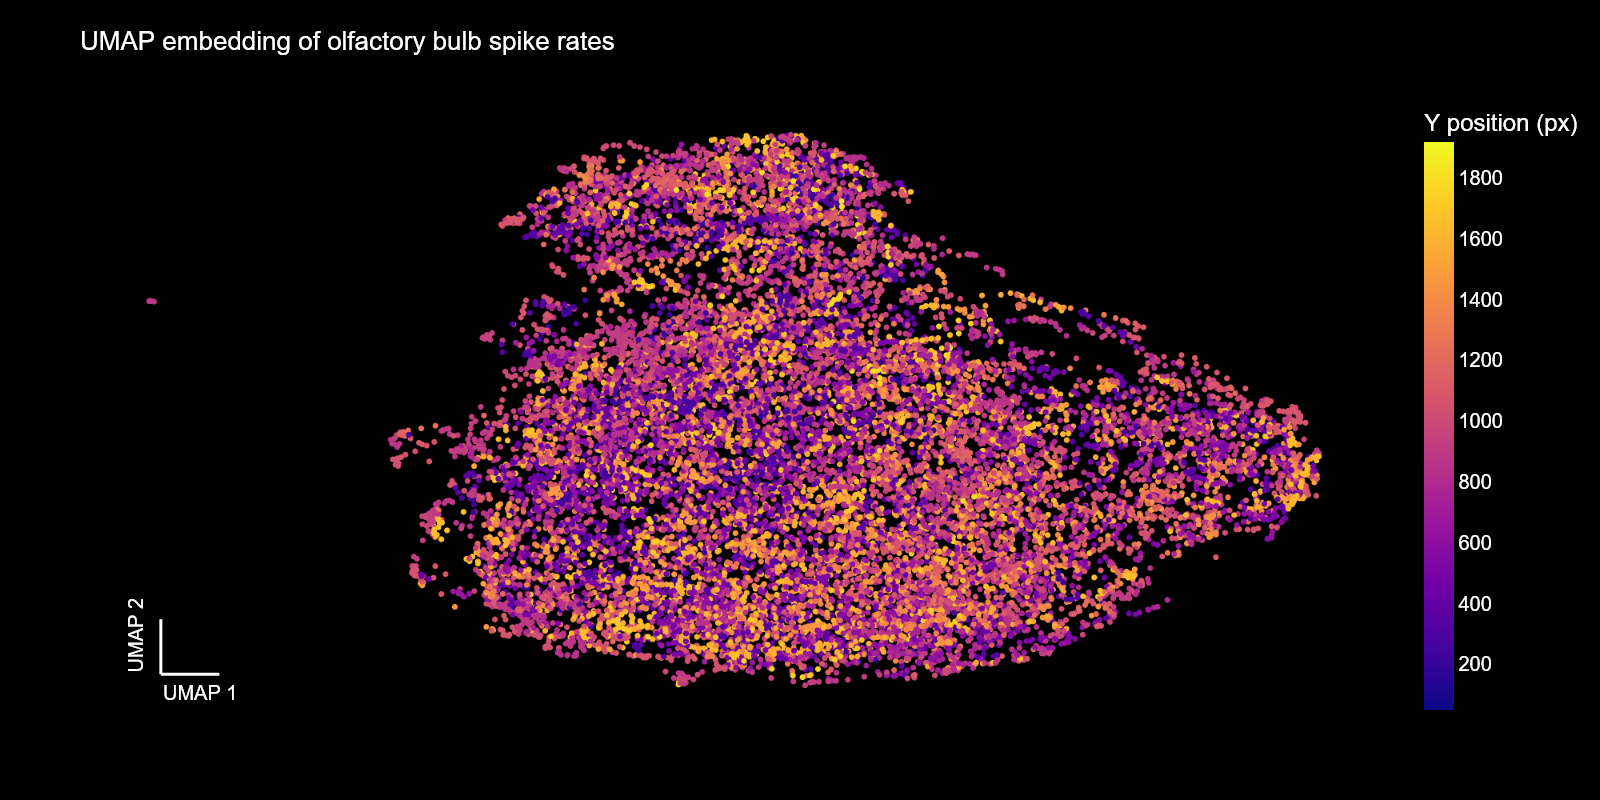 UMAP embedding of olfactory bulb spike rates
Y position (px)
1800
1600
1400
1200
1000
800
600
400
200
UMAP 2
UMAP 1